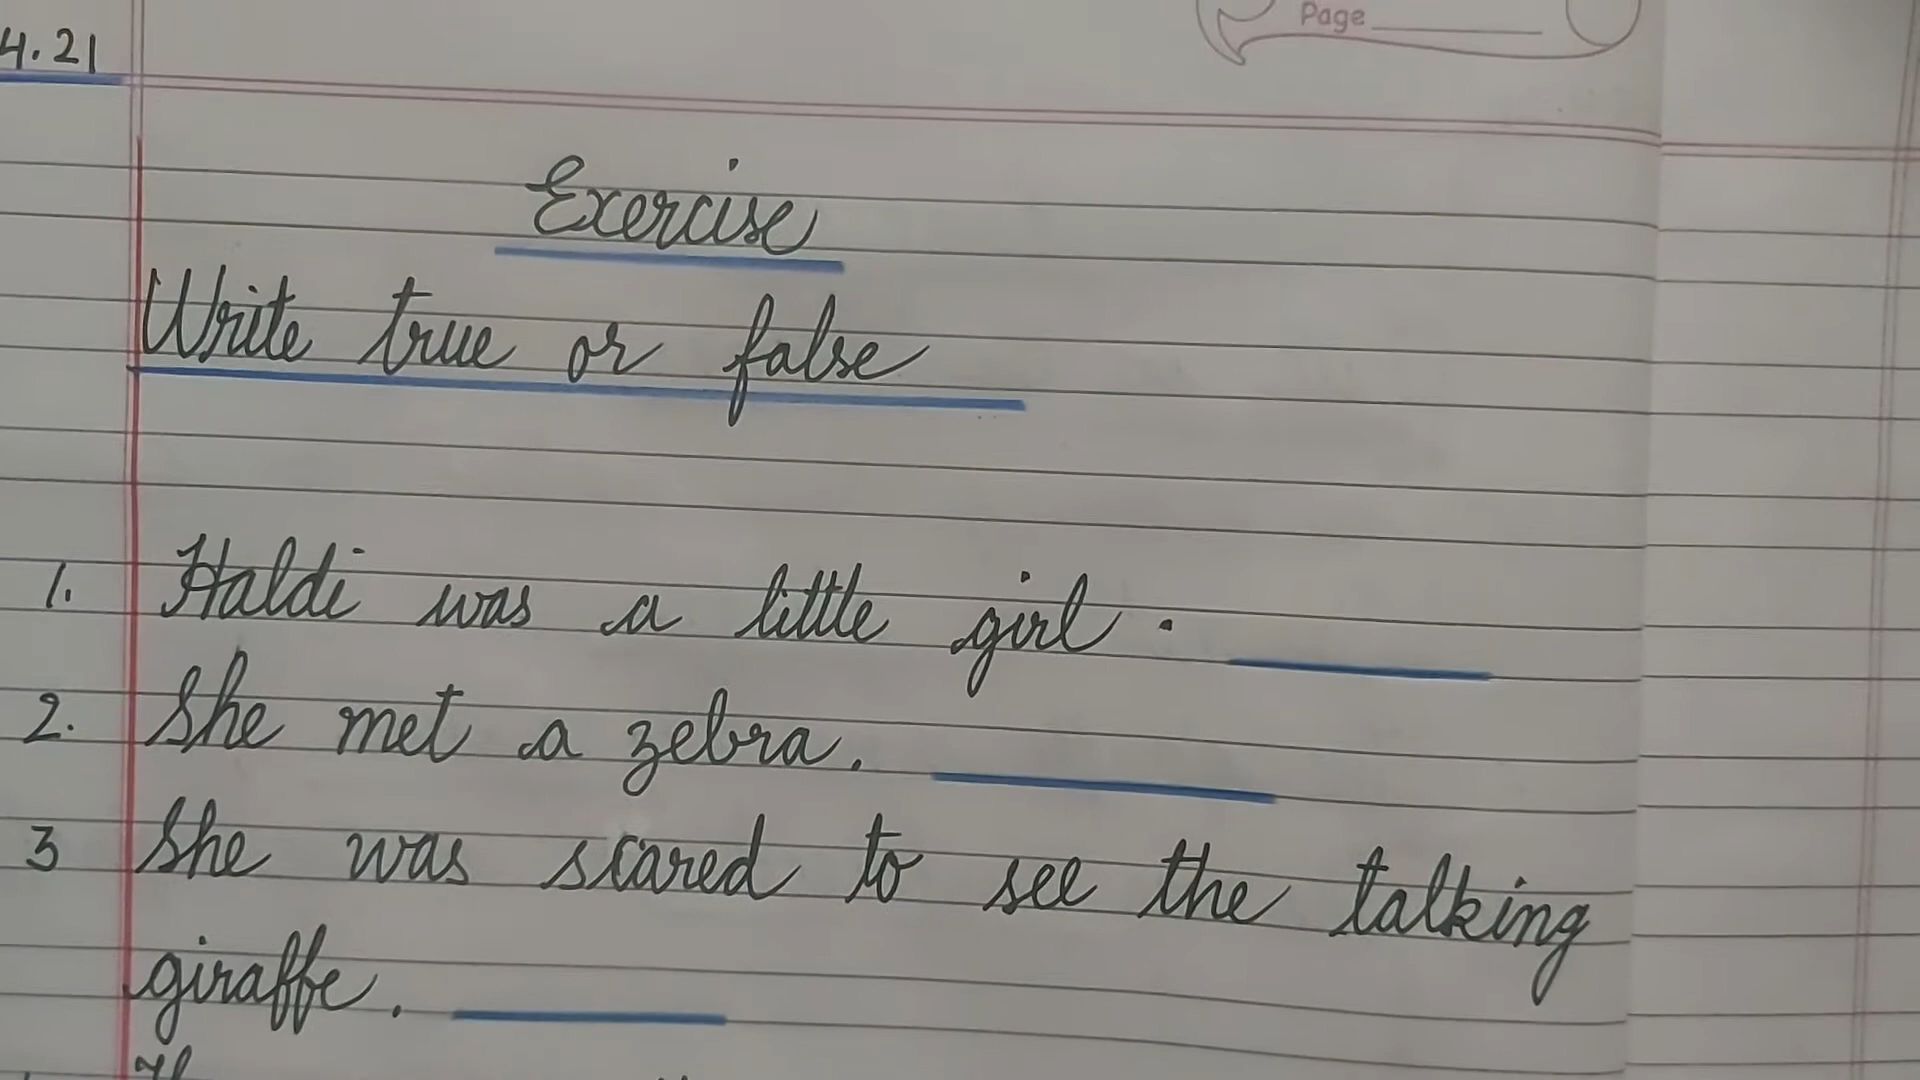 4.21
Page
Exercise
Write true or false
1. Haldi was a little girl.
2. She met a zebra.
3 She was scared to see the talking
giraffe.